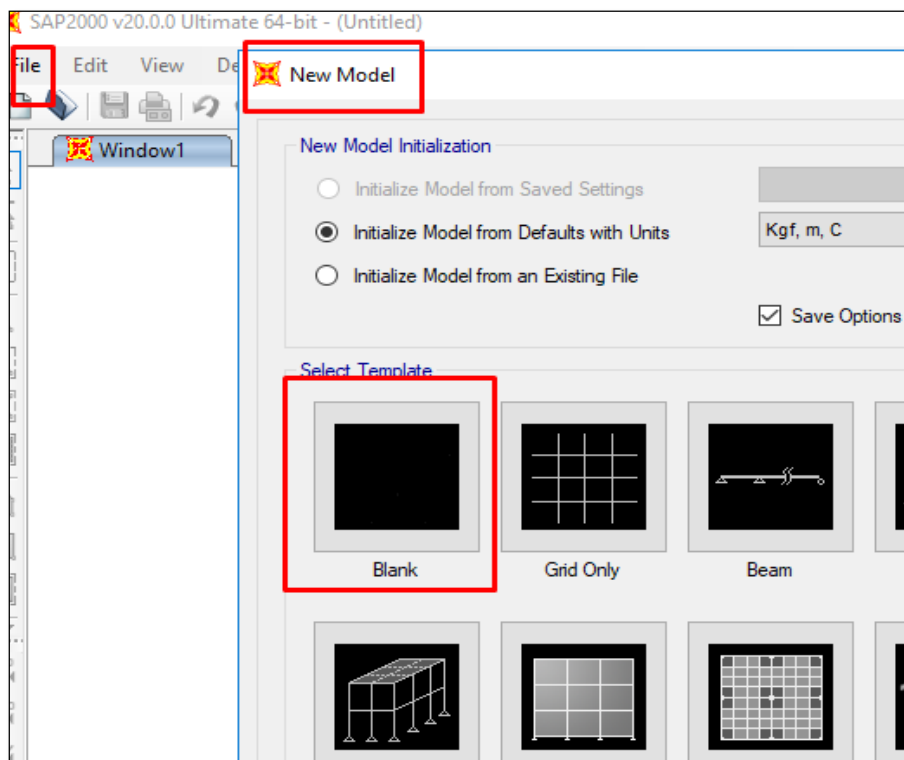 SAP2000 v20.0.0 Ultimate 64-bit - (Untitled)
File Edit View
New Model
Window1
New Model Initialization
Initialize Model from Saved Settings
Initialize Model from Defaults with Units
Kgf, m, C
Initialize Model from an Existing File
Save Options
Select Template
Blank
Grid Only
Beam